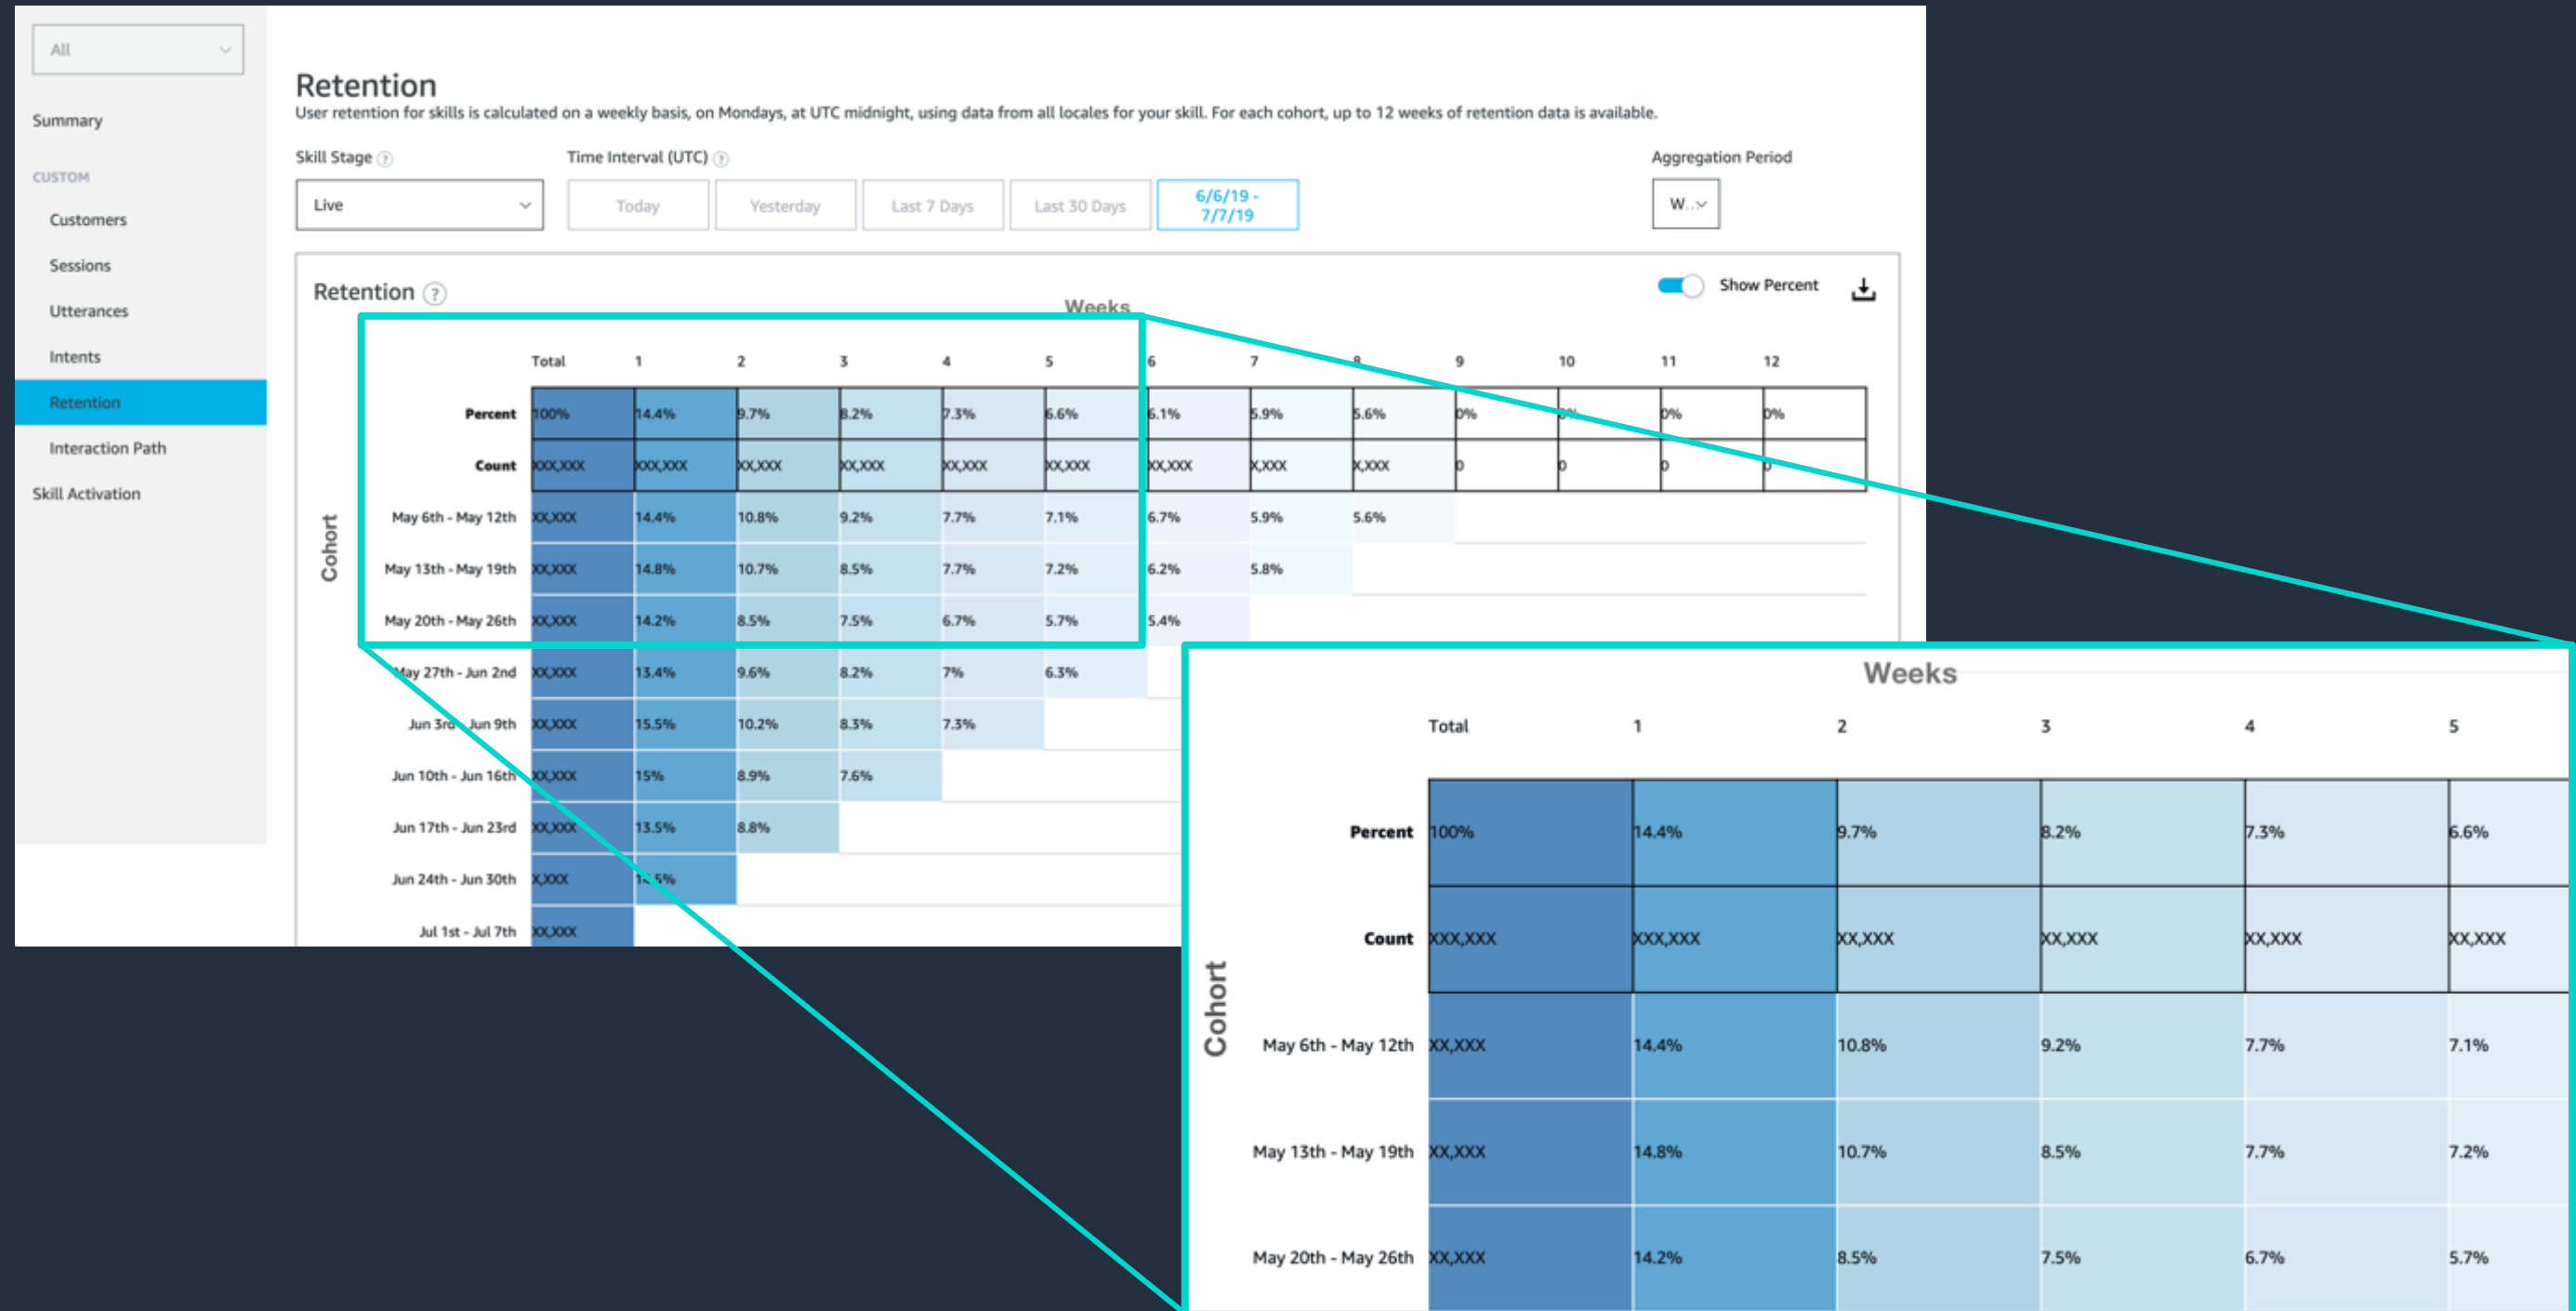 All
Summary
CUSTOM
Customers
Sessions
Utterances
Intents
Retention
Interaction Path
Skill Activation
Retention
User retention for skills is calculated on a weekly basis, on Mondays, at UTC midnight, using data from all locales for your skill. For each cohort, up to 12 weeks of retention data is available.
Skill Stage ? Time Interval (UTC) ? Aggregation Period
Live Today Yesterday Last 7 Days Last 30 Days 6/6/19 - 7/7/19 W...
Retention ? Show Percent
Weeks
Total 1 2 3 4 5 6 7 8 9 10 11 12
Percent 100% 14.4% 9.7% 8.2% 7.3% 6.6% 6.1% 5.9% 5.6% 0% 0% 0% 0%
Count XXX,XXX XXX,XXX XX,XXX XX,XXX XX,XXX XX,XXX XX,XXX X,XXX X,XXX 0 0 0 0
Cohort
May 6th - May 12th XX,XXX 14.4% 10.8% 9.2% 7.7% 7.1% 6.7% 5.9% 5.6%
May 13th - May 19th XX,XXX 14.8% 10.7% 8.5% 7.7% 7.2% 6.2% 5.8%
May 20th - May 26th XX,XXX 14.2% 8.5% 7.5% 6.7% 5.7% 5.4%
May 27th - Jun 2nd XX,XXX 13.4% 9.6% 8.2% 7% 6.3%
Jun 3rd - Jun 9th XX,XXX 15.5% 10.2% 8.3% 7.3%
Jun 10th - Jun 16th XX,XXX 15% 8.9% 7.6%
Jun 17th - Jun 23rd XX,XXX 13.5% 8.8%
Jun 24th - Jun 30th X,XXX
Jul 1st - Jul 7th XX,XXX
Weeks
Total 1 2 3 4 5
Percent 100% 14.4% 9.7% 8.2% 7.3% 6.6%
Count XXX,XXX XXX,XXX XX,XXX XX,XXX XX,XXX XX,XXX
Cohort
May 6th - May 12th XX,XXX 14.4% 10.8% 9.2% 7.7% 7.1%
May 13th - May 19th XX,XXX 14.8% 10.7% 8.5% 7.7% 7.2%
May 20th - May 26th XX,XXX 14.2% 8.5% 7.5% 6.7% 5.7%